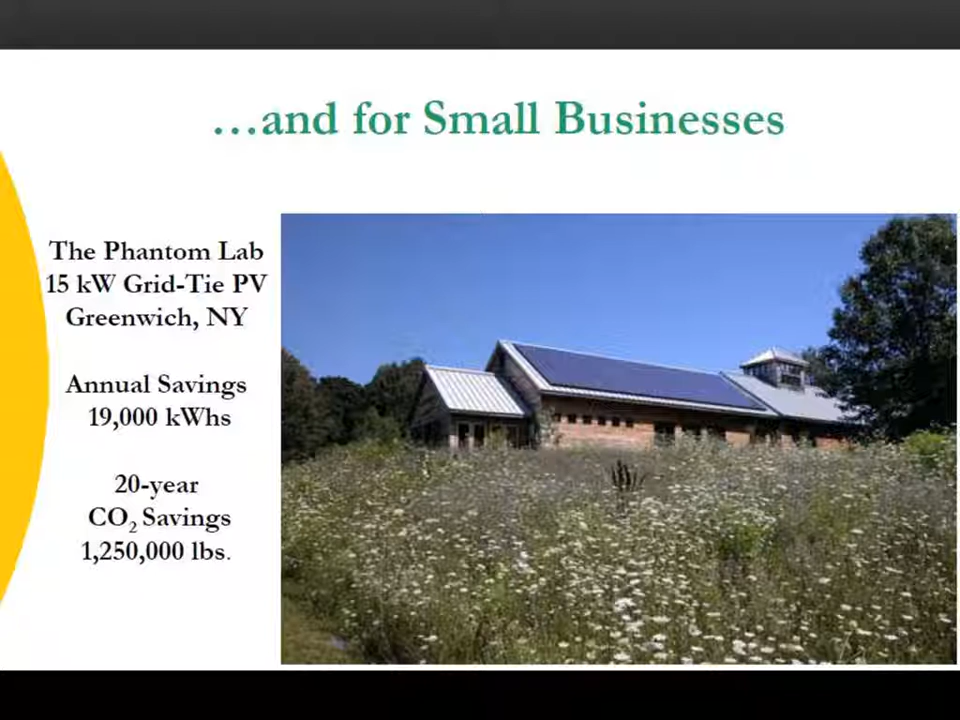 ...and for Small Businesses
The Phantom Lab
15 kW Grid-Tie PV
Greenwich, NY
Annual Savings
19,000 kWhs
20-year
CO₂ Savings
1,250,000 lbs.